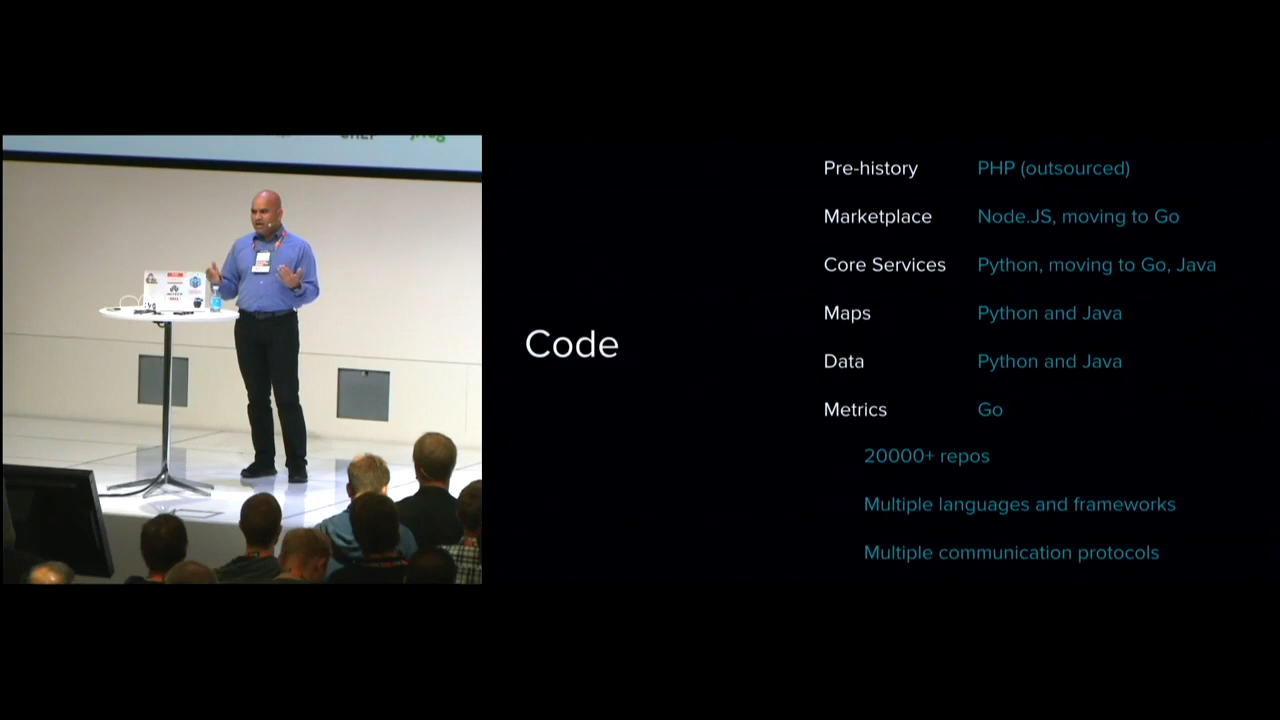 Code
Pre-history PHP (outsourced)
Marketplace Node.JS, moving to Go
Core Services Python, moving to Go, Java
Maps Python and Java
Data Python and Java
Metrics Go
20000+ repos
Multiple languages and frameworks
Multiple communication protocols